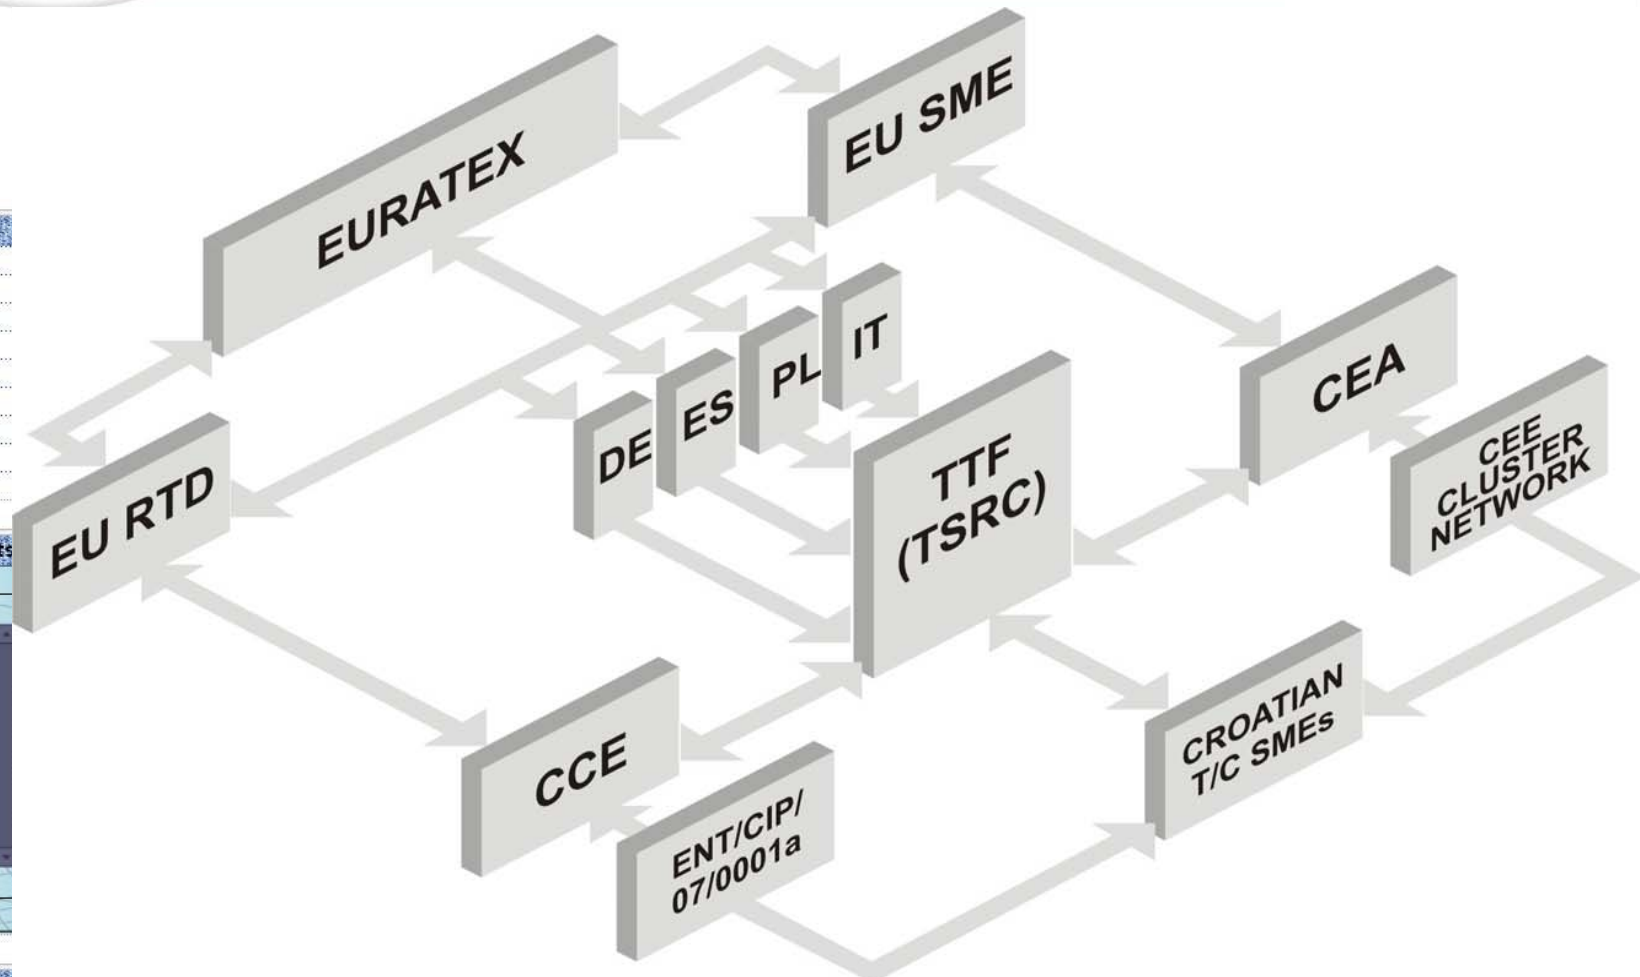 EURATEX
EU SME
EU RTD
DE
ES
PL
IT
TTF
(TSRC)
CEA
CEE
CLUSTER
NETWORK
CCE
ENT/CIP/
07/0001a
CROATIAN
T/C SMEs